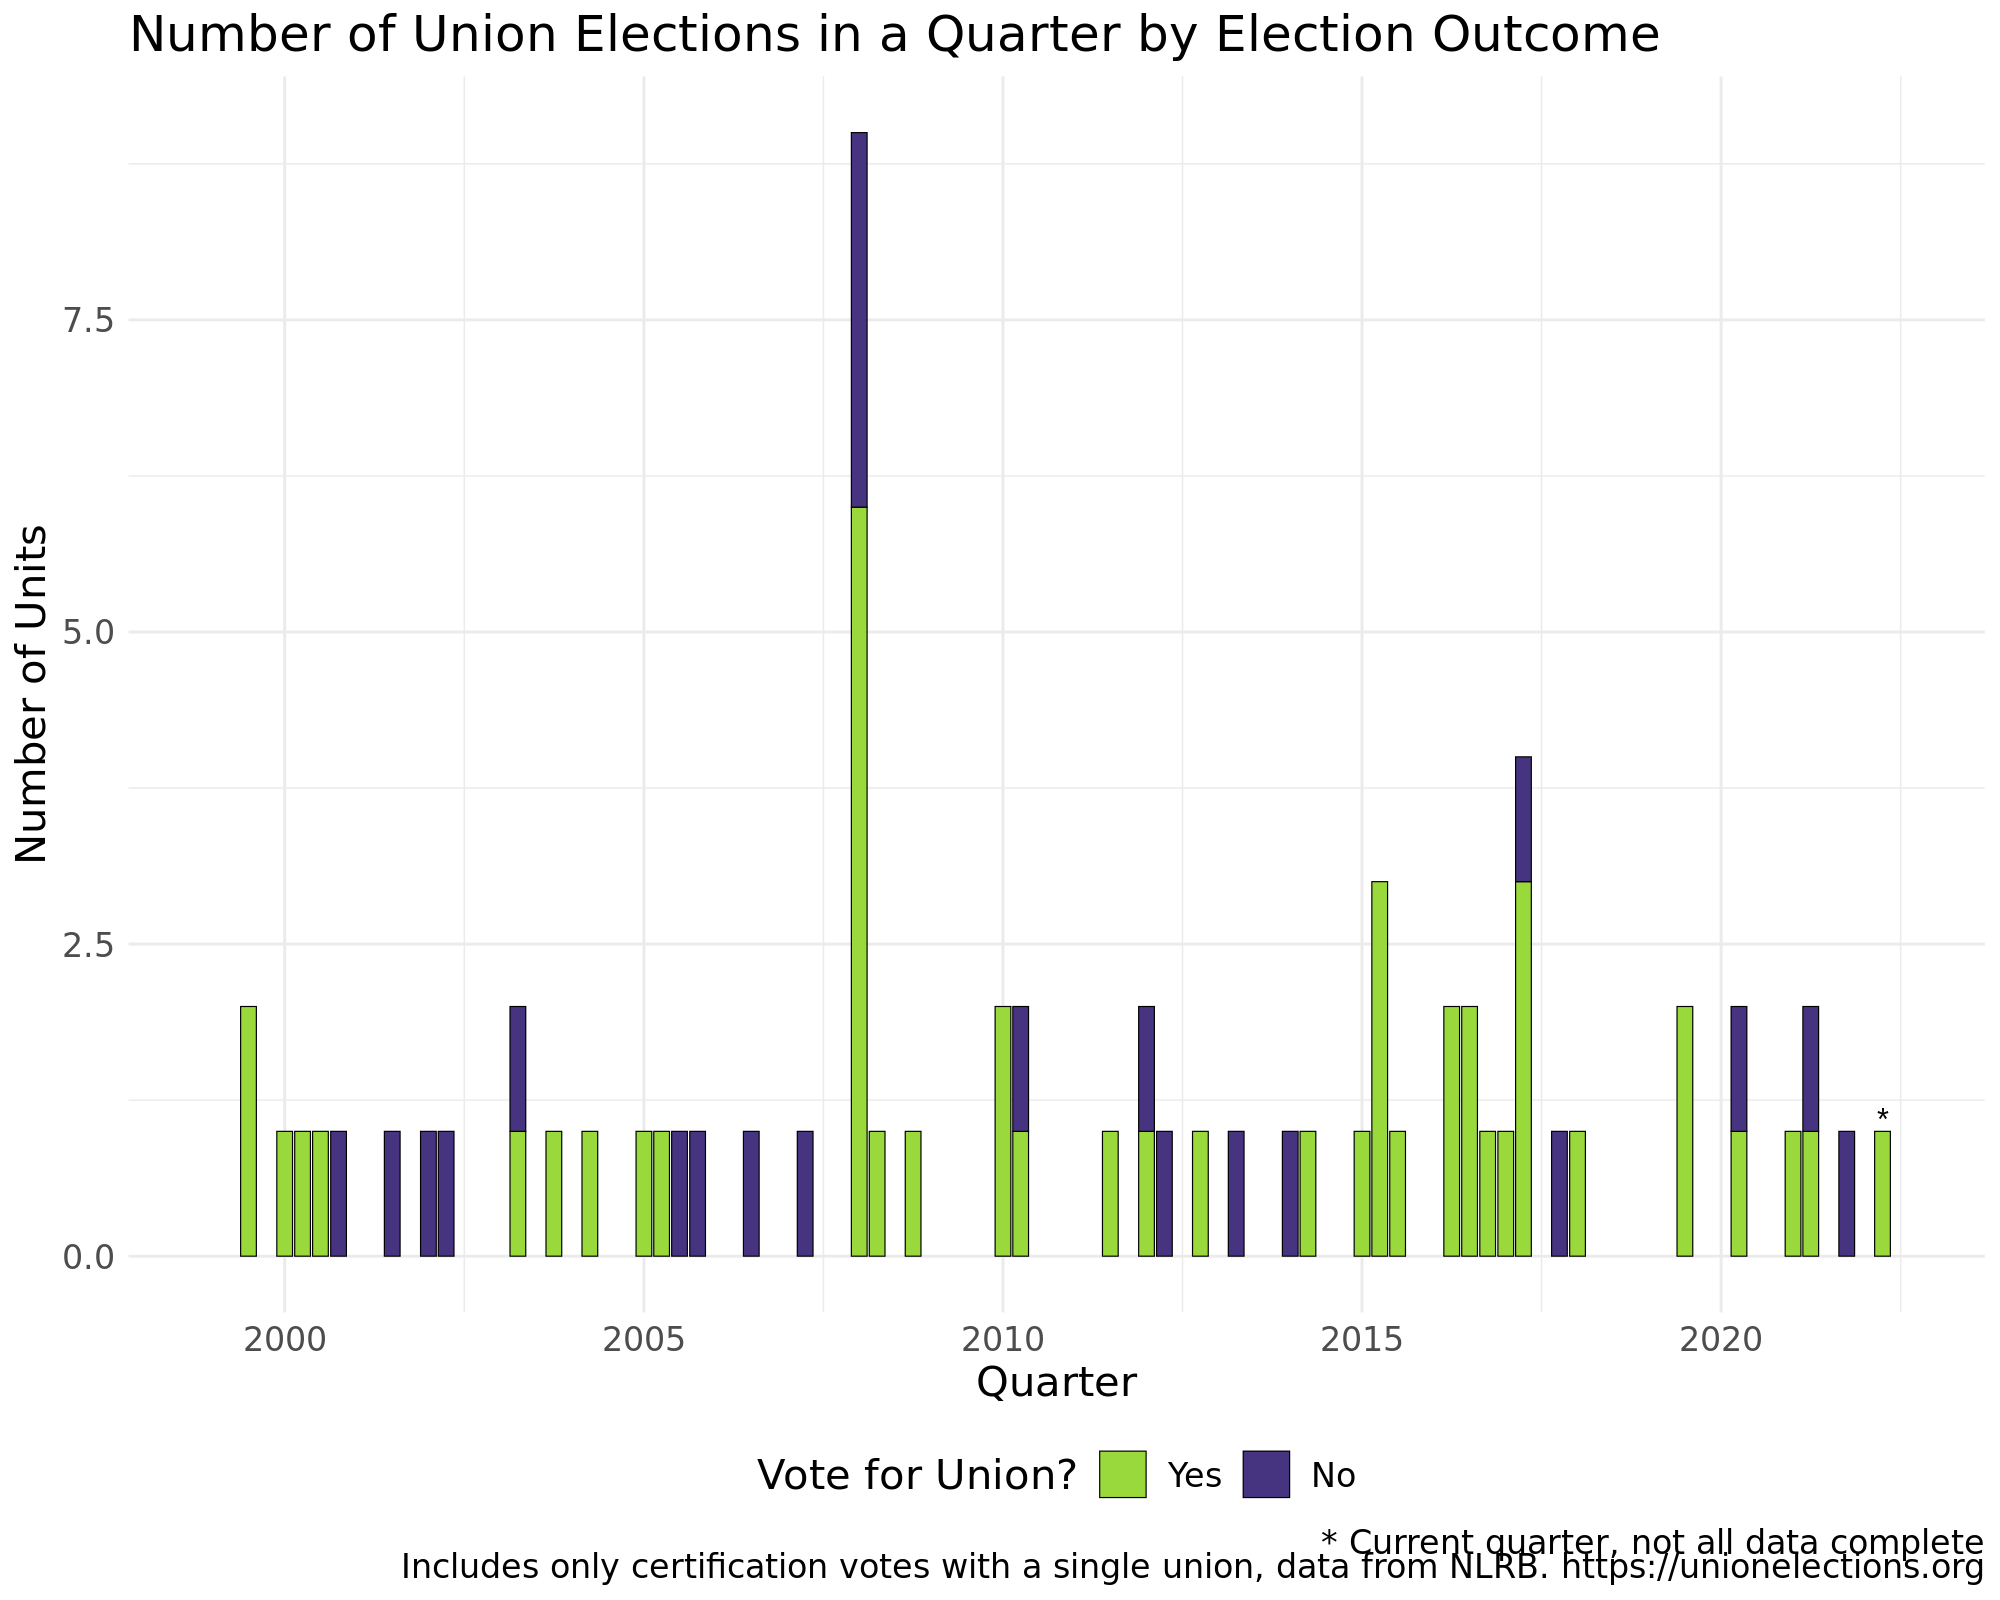 Number of Union Elections in a Quarter by Election Outcome
Number of Units
7.5
5.0
2.5
0.0
*
2000 2005 2010 2015 2020
Quarter
Vote for Union? Yes No
* Current quarter, not all data complete
Includes only certification votes with a single union, data from NLRB. https://unionelections.org